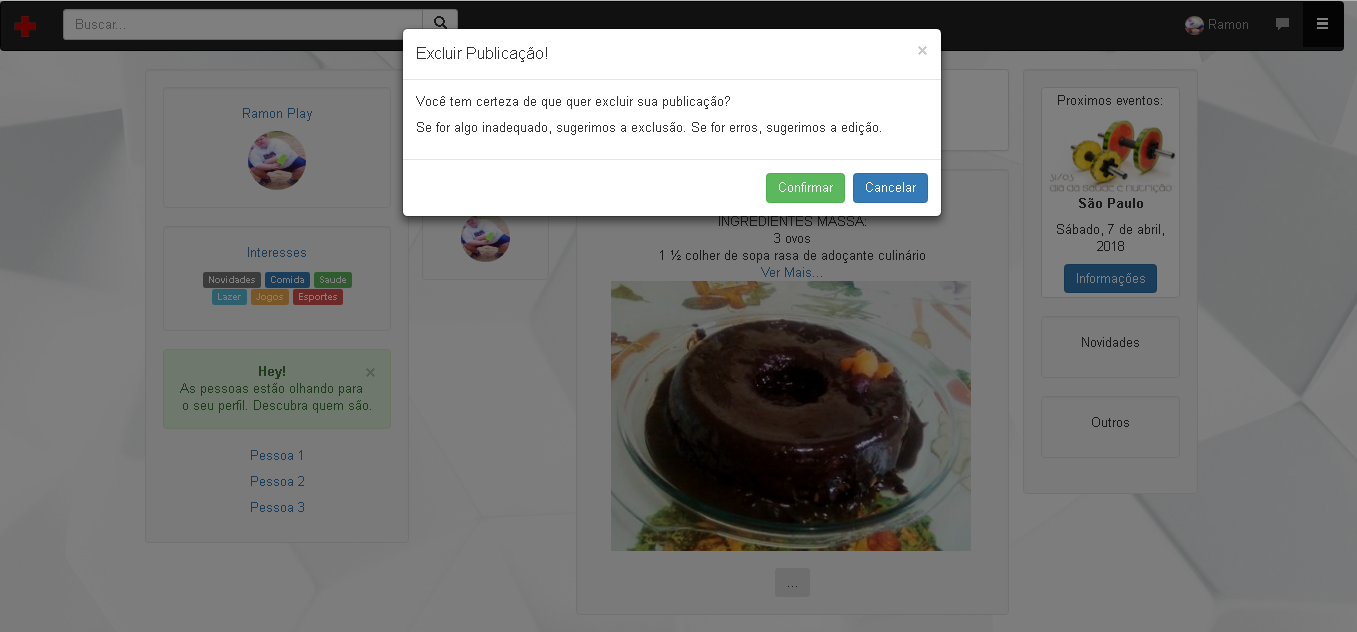 Buscar...
Ramon
Excluir Publicação!
×
Você tem certeza de que quer excluir sua publicação?
Se for algo inadequado, sugerimos a exclusão. Se for erros, sugerimos a edição.
Confirmar
Cancelar
Ramon Play
Interesses
Novidades Comida Saude
Lazer Jogos Esportes
Hey!
×
As pessoas estão olhando para
o seu perfil. Descubra quem são.
Pessoa 1
Pessoa 2
Pessoa 3
INGREDIENTES MASSA:
3 ovos
1 ½ colher de sopa rasa de adoçante culinário
Ver Mais...
...
Proximos eventos:
31/03
dia da saúde e nutrição
São Paulo
Sábado, 7 de abril,
2018
Informações
Novidades
Outros